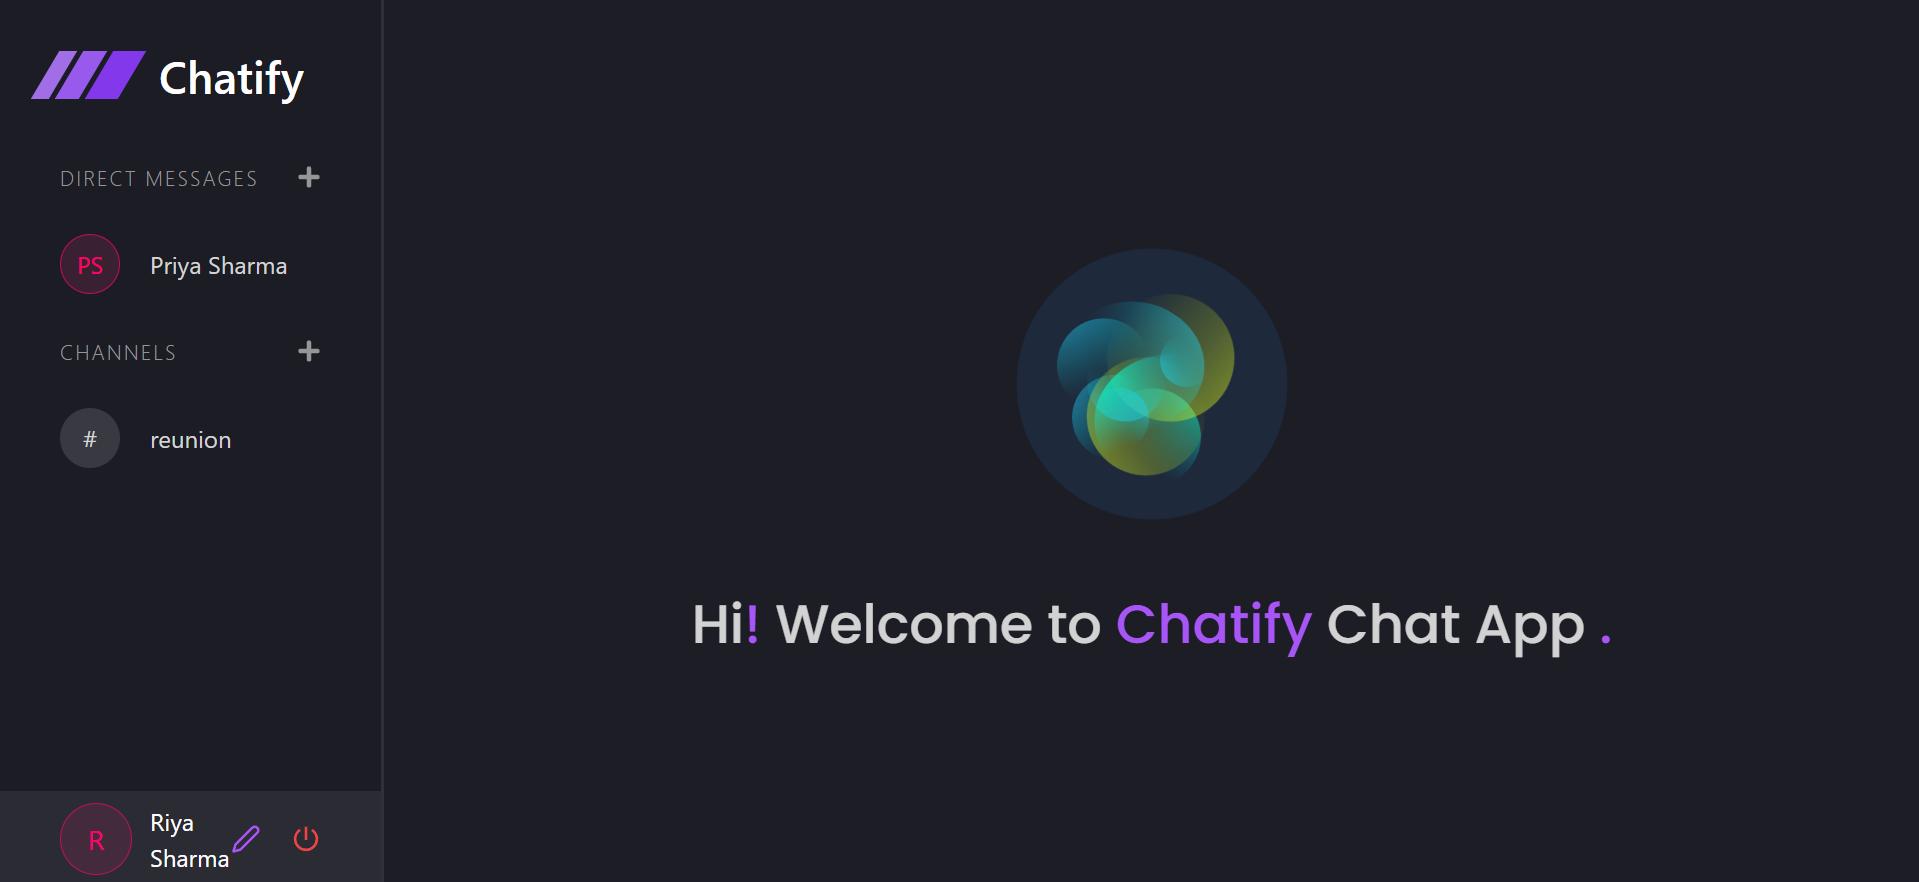 Chatify
DIRECT MESSAGES
PS
Priya Sharma
CHANNELS
#
reunion
R
Riya
Sharma
Hi! Welcome to Chatify Chat App .